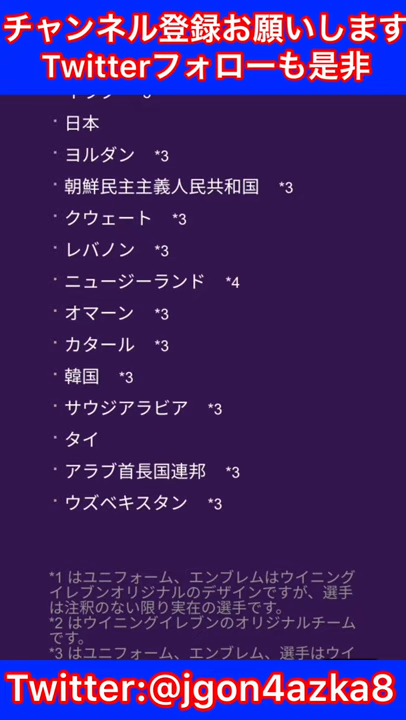 チャンネル登録お願いします
Twitterフォローも是非
・日本
・ヨルダン *3
・朝鮮民主主義人民共和国 *3
・クウェート *3
・レバノン *3
・ニュージーランド *4
・オマーン *3
・カタール *3
・韓国 *3
・サウジアラビア *3
・タイ
・アラブ首長国連邦 *3
・ウズベキスタン *3
*1 はユニフォーム、エンブレムはウイニング
イレブンオリジナルのデザインですが、選手
は注釈のない限り実在の選手です。
*2 はウイニングイレブンのオリジナルチーム
です。
*3 はユニフォーム、エンブレム、選手はウイ
Twitter:@jgon4azka8